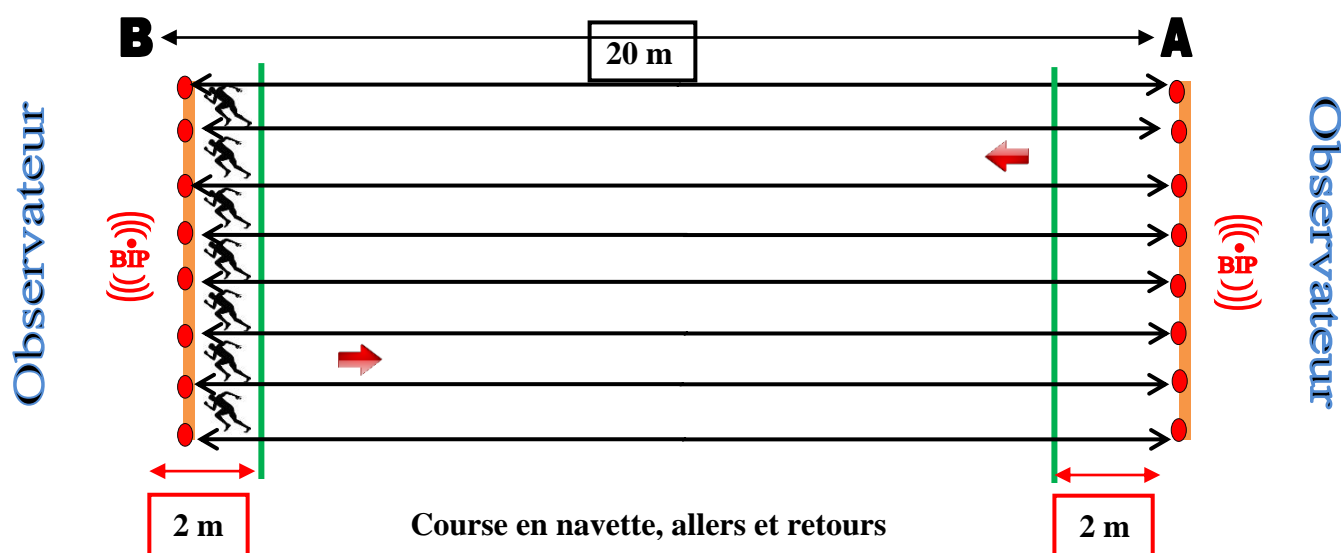 B
A
20 m
Observateur
Observateur
BIP
BIP
2 m
Course en navette, allers et retours
2 m